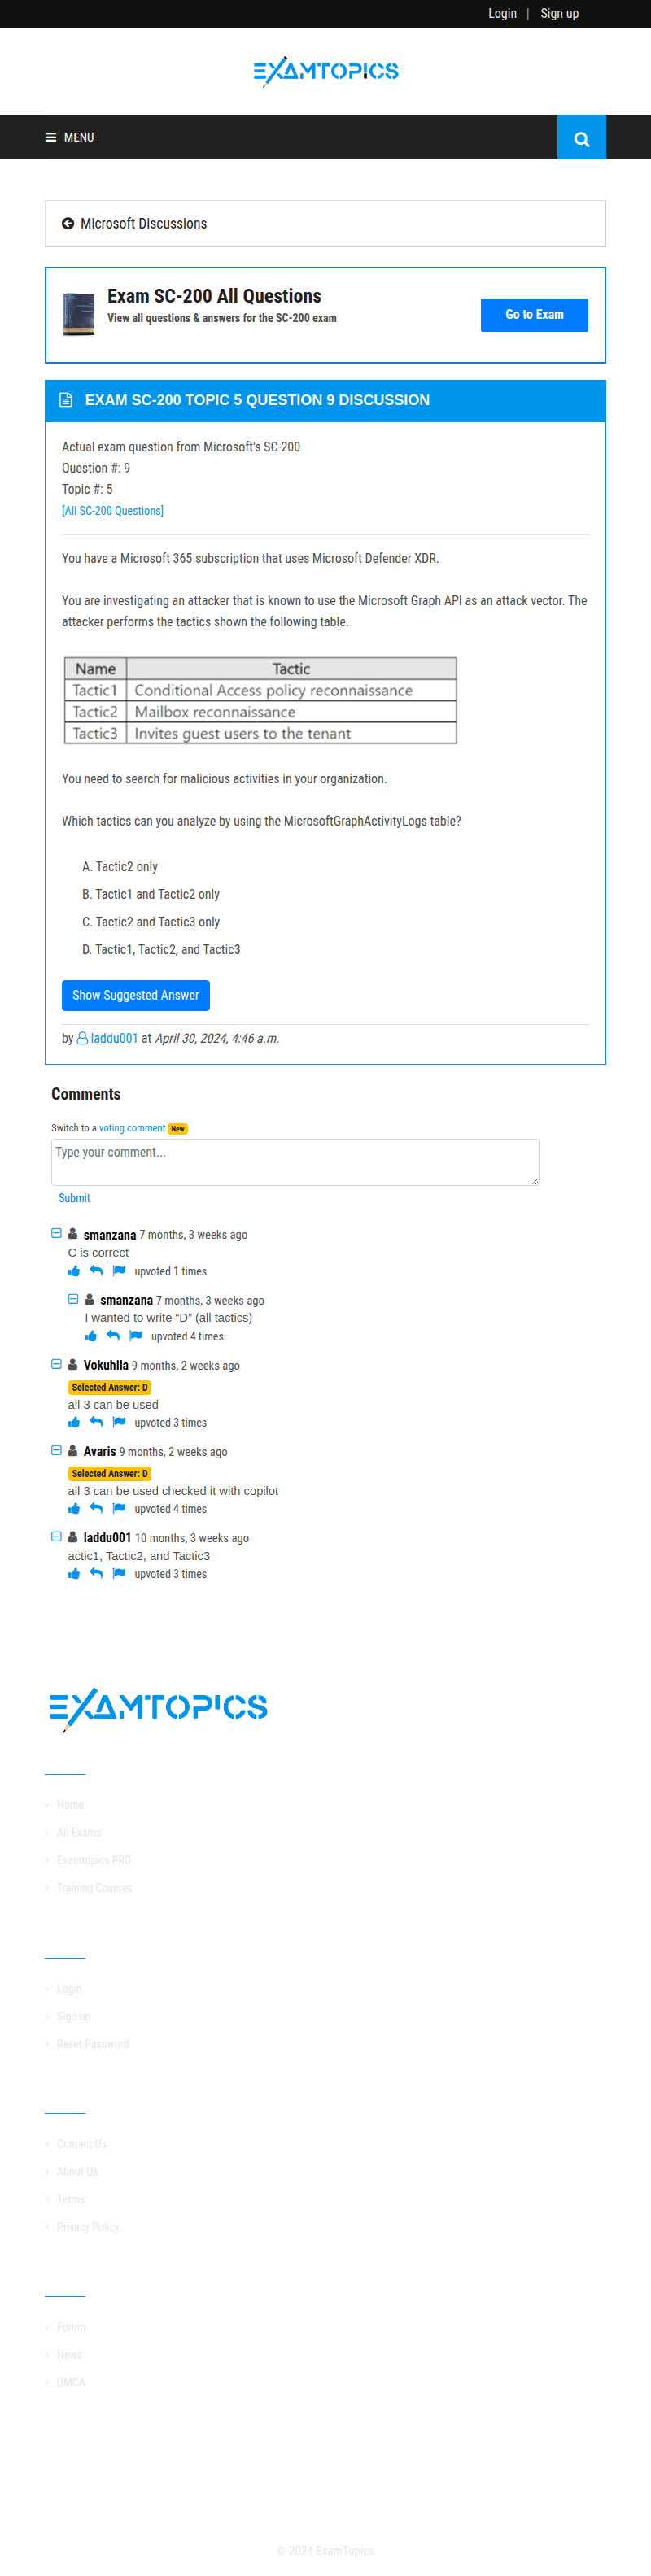 Login | Sign up
EXAMTOPICS
MENU
Microsoft Discussions
Exam SC-200 All Questions
View all questions & answers for the SC-200 exam
Go to Exam
EXAM SC-200 TOPIC 5 QUESTION 9 DISCUSSION
Actual exam question from Microsoft's SC-200
Question #: 9
Topic #: 5
[All SC-200 Questions]
You have a Microsoft 365 subscription that uses Microsoft Defender XDR.
You are investigating an attacker that is known to use the Microsoft Graph API as an attack vector. The
attacker performs the tactics shown the following table.
Name Tactic
Tactic1 Conditional Access policy reconnaissance
Tactic2 Mailbox reconnaissance
Tactic3 Invites guest users to the tenant
You need to search for malicious activities in your organization.
Which tactics can you analyze by using the MicrosoftGraphActivityLogs table?
A. Tactic2 only
B. Tactic1 and Tactic2 only
C. Tactic2 and Tactic3 only
D. Tactic1, Tactic2, and Tactic3
Show Suggested Answer
by laddu001 at April 30, 2024, 4:46 a.m.
Comments
Switch to a voting comment New
Type your comment...
Submit
smanzana 7 months, 3 weeks ago
C is correct
upvoted 1 times
smanzana 7 months, 3 weeks ago
I wanted to write “D” (all tactics)
upvoted 4 times
Vokuhila 9 months, 2 weeks ago
Selected Answer: D
all 3 can be used
upvoted 3 times
Avaris 9 months, 2 weeks ago
Selected Answer: D
all 3 can be used checked it with copilot
upvoted 4 times
laddu001 10 months, 3 weeks ago
actic1, Tactic2, and Tactic3
upvoted 3 times
EXAMTOPICS
Home
All Exams
Examtopics PRO
Training Courses
Login
Sign up
Reset Password
Contact Us
About Us
Terms
Privacy Policy
Forum
News
DMCA
© 2024 ExamTopics